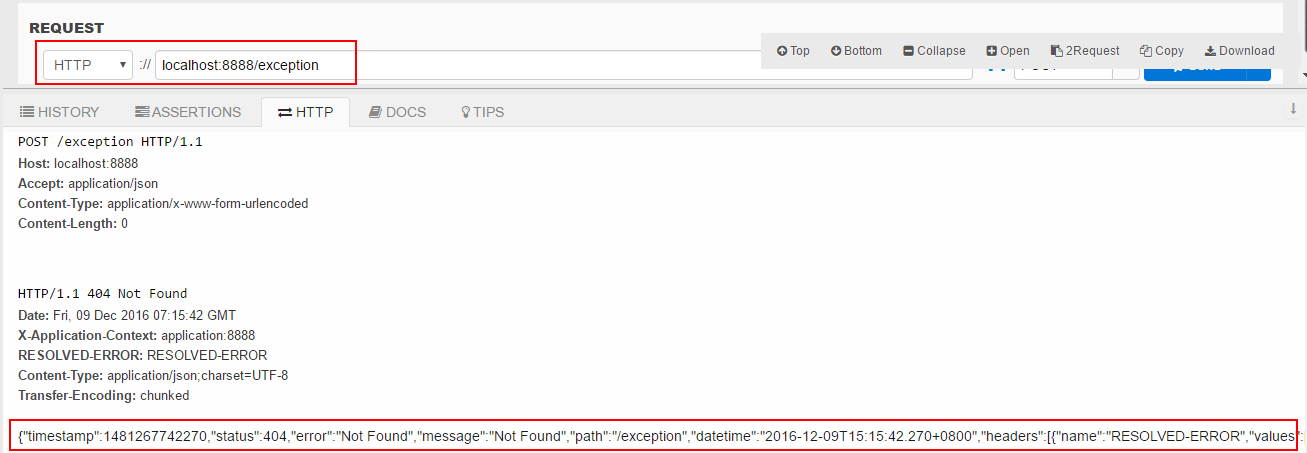 REQUEST
HTTP :// localhost:8888/exception
Top Bottom Collapse Open 2Request Copy Download
HISTORY ASSERTIONS HTTP DOCS TIPS
POST /exception HTTP/1.1
Host: localhost:8888
Accept: application/json
Content-Type: application/x-www-form-urlencoded
Content-Length: 0
HTTP/1.1 404 Not Found
Date: Fri, 09 Dec 2016 07:15:42 GMT
X-Application-Context: application:8888
RESOLVED-ERROR: RESOLVED-ERROR
Content-Type: application/json;charset=UTF-8
Transfer-Encoding: chunked
{"timestamp":1481267742270,"status":404,"error":"Not Found","message":"Not Found","path":"/exception","datetime":"2016-12-09T15:15:42.270+0800","headers":[{"name":"RESOLVED-ERROR","values":[